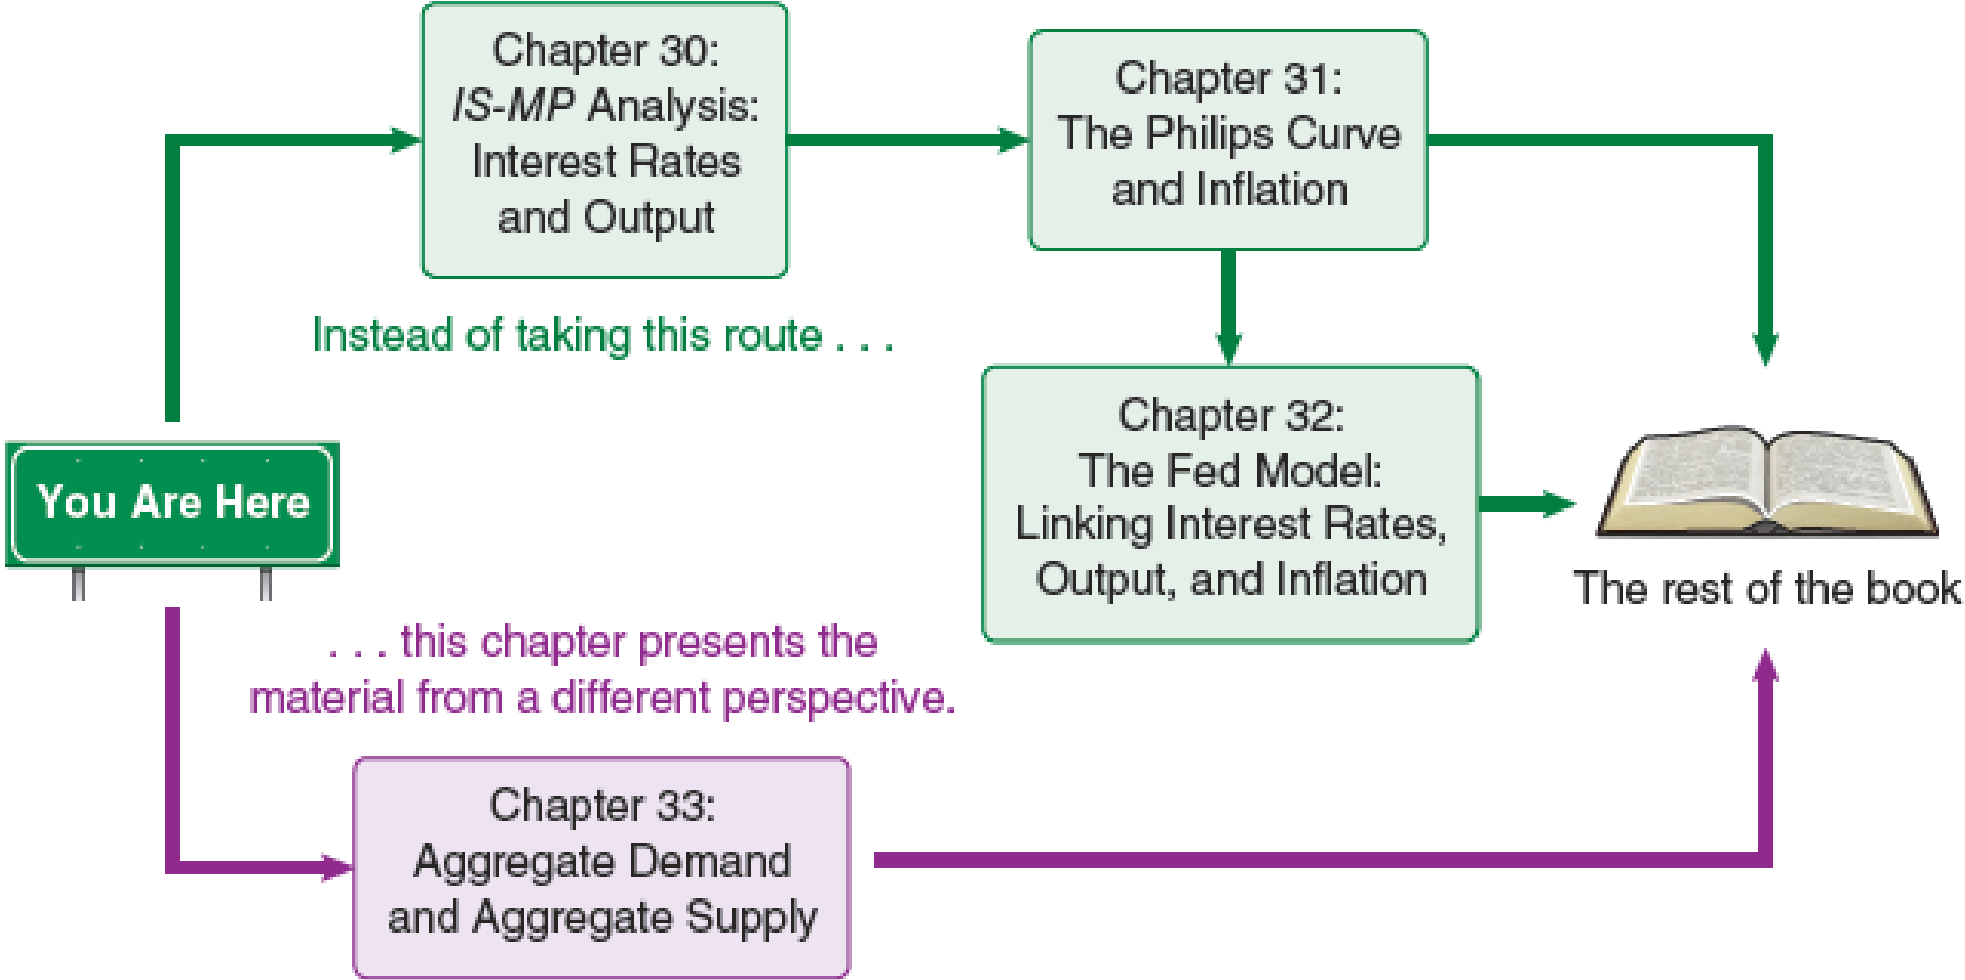 Chapter 30:
IS-MP Analysis:
Interest Rates
and Output
Chapter 31:
The Philips Curve
and Inflation
Instead of taking this route . . .
Chapter 32:
The Fed Model:
Linking Interest Rates,
Output, and Inflation
You Are Here
The rest of the book
. . . this chapter presents the
material from a different perspective.
Chapter 33:
Aggregate Demand
and Aggregate Supply